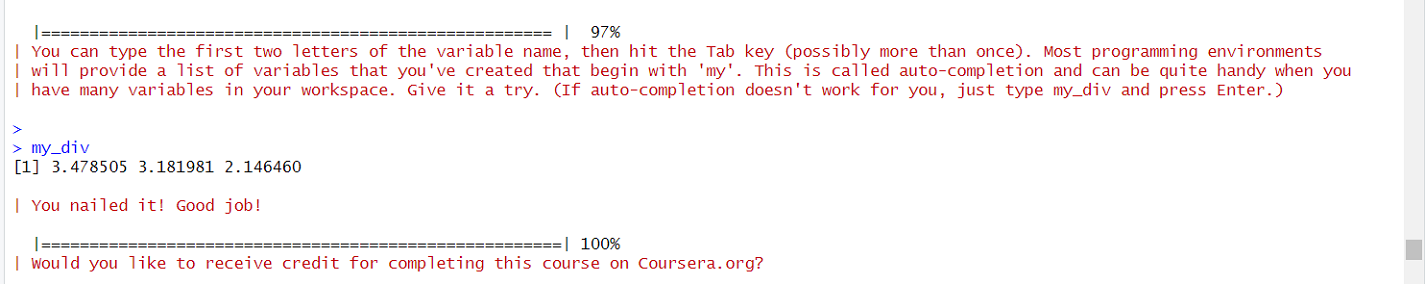 |===================================================== | 97%
| You can type the first two letters of the variable name, then hit the Tab key (possibly more than once). Most programming environments
| will provide a list of variables that you've created that begin with 'my'. This is called auto-completion and can be quite handy when you
| have many variables in your workspace. Give it a try. (If auto-completion doesn't work for you, just type my_div and press Enter.)
>
> my_div
[1] 3.478505 3.181981 2.146460
| You nailed it! Good job!
|======================================================| 100%
| Would you like to receive credit for completing this course on Coursera.org?